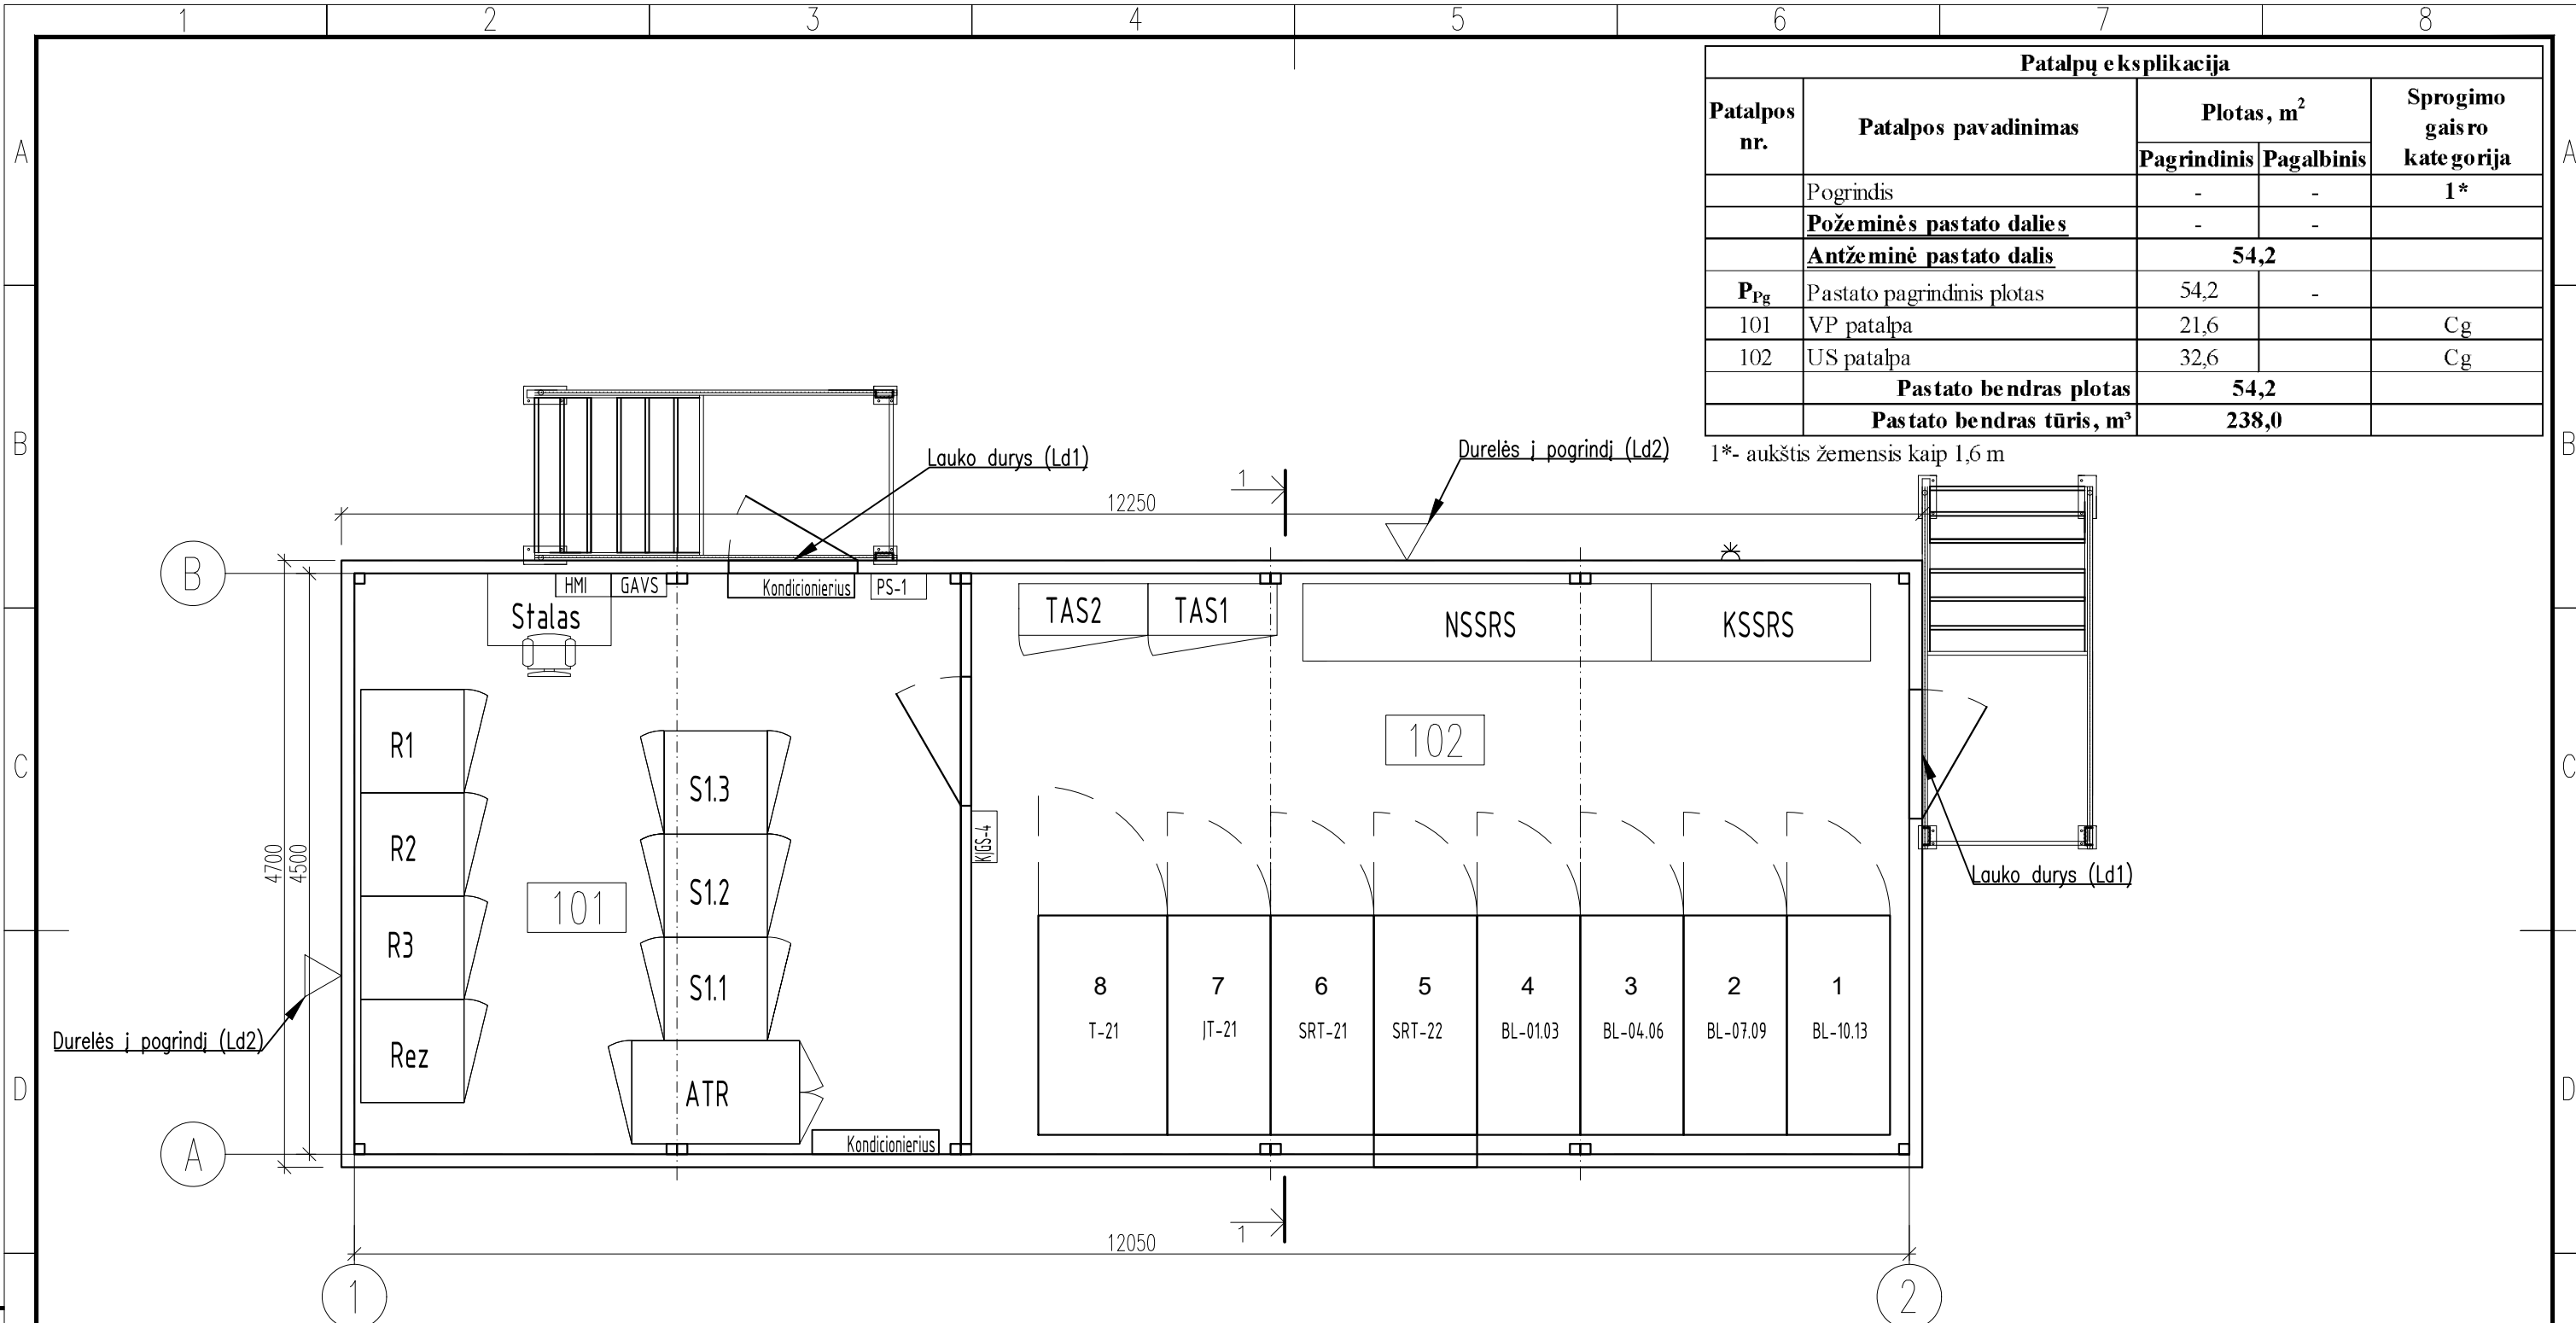 1 2 3 4 5 6 7 8
Patalpų eksplikacija
Patalpos nr. Patalpos pavadinimas Plotas, m² Sprogimo gaisro kategorija
Pagrindinis Pagalbinis
Pogrindis - - 1*
Požeminės pastato dalies - -
Antžeminė pastato dalis 54,2
PPg Pastato pagrindinis plotas 54,2 -
101 VP patalpa 21,6 Cg
102 US patalpa 32,6 Cg
Pastato bendras plotas 54,2
Pastato bendras tūris, m³ 238,0
1*- aukštis žemensis kaip 1,6 m
A A
B B
C C
D D
Lauko durys (Ld1)
Durelės į pogrindį (Ld2)
1
12250
B
HMI GAVS Kondicionierius PS-1
Stalas
TAS2 TAS1 NSSRS KSSRS
R1
S1.3
102
R2
S1.2
KĮGS-4
4700
4500
101
Lauko durys (Ld1)
R3
S1.1
8 7 6 5 4 3 2 1
T-21 ĮT-21 SRT-21 SRT-22 BL-01.03 BL-04.06 BL-07.09 BL-10.13
Durelės į pogrindį (Ld2)
Rez
ATR
Kondicionierius
A
1
12050
1 2